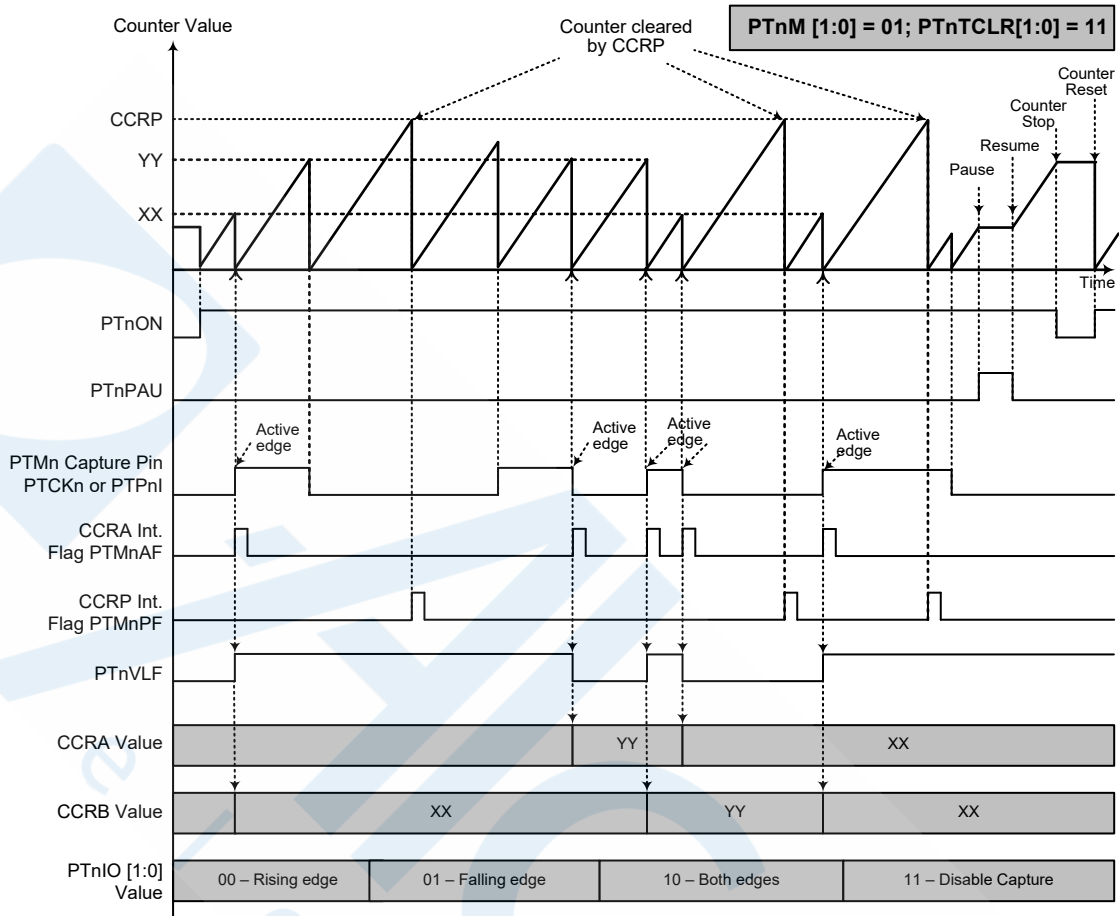 PTnM [1:0] = 01; PTnTCLR[1:0] = 11
Counter Value
Counter cleared
by CCRP
Counter
Reset
Counter
Stop
Resume
Pause
CCRP
YY
XX
Time
PTnON
PTnPAU
Active
edge
Active
edge
Active
edge
Active
edge
PTMn Capture Pin
PTCKn or PTPnI
CCRA Int.
Flag PTMnAF
CCRP Int.
Flag PTMnPF
PTnVLF
CCRA Value
YY
XX
CCRB Value
XX
YY
XX
PTnIO [1:0]
Value
00 – Rising edge
01 – Falling edge
10 – Both edges
11 – Disable Capture